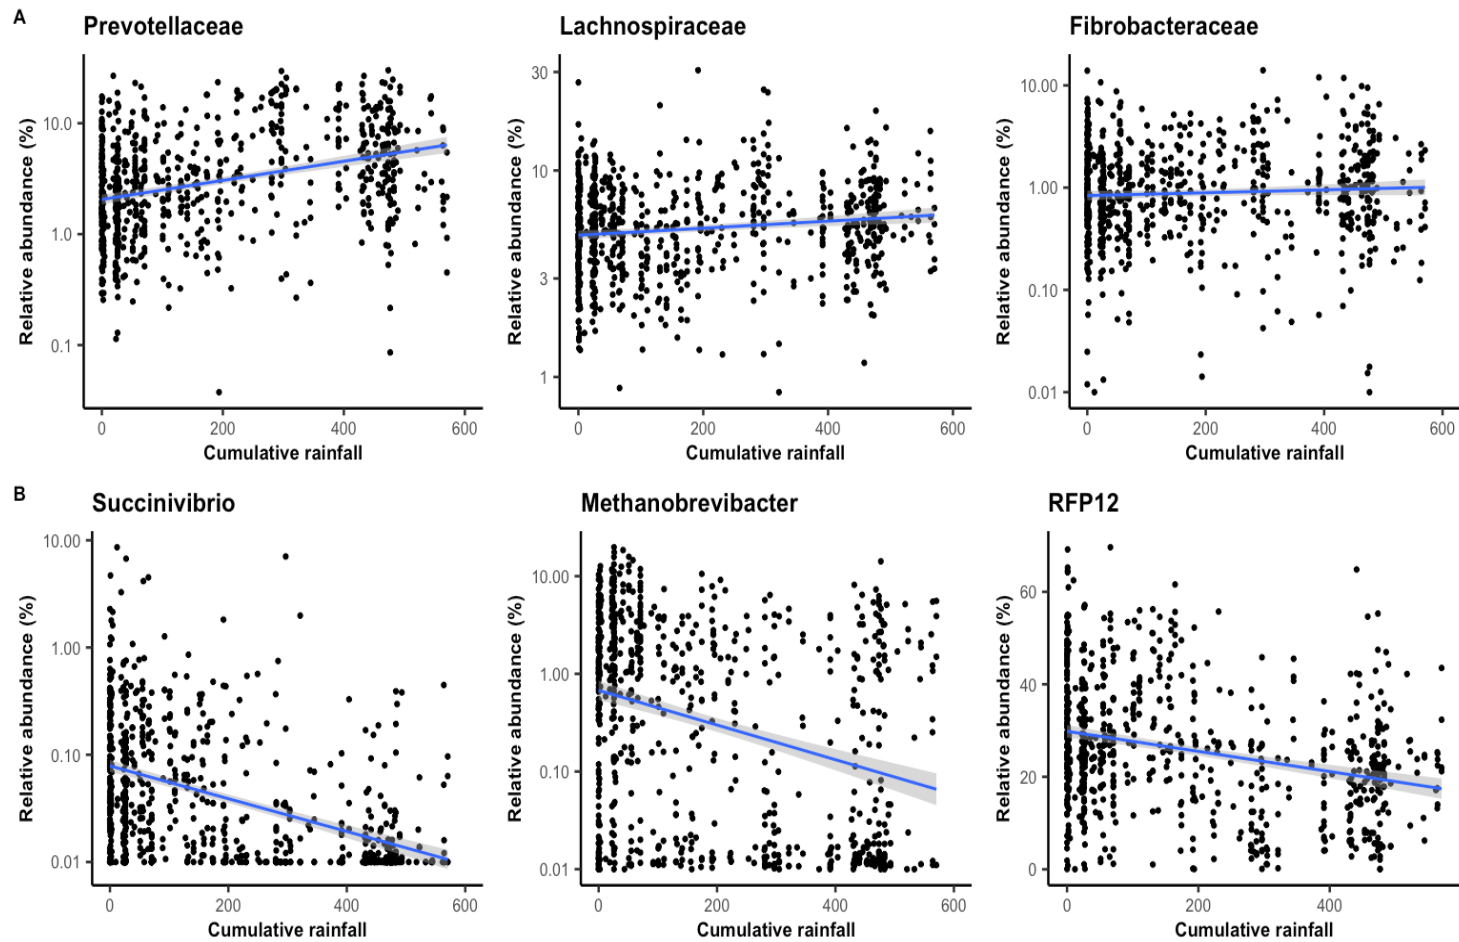 A
Prevotellaceae
Lachnospiraceae
Fibrobacteraceae
Relative abundance (%)
10.0
1.0
0.1
0
200
400
600
Cumulative rainfall
Relative abundance (%)
30
10
3
1
0
200
400
600
Cumulative rainfall
Relative abundance (%)
10.00
1.00
0.10
0.01
0
200
400
600
Cumulative rainfall
B
Succinivibrio
Methanobrevibacter
RFP12
Relative abundance (%)
10.00
1.00
0.10
0.01
0
200
400
600
Cumulative rainfall
Relative abundance (%)
10.00
1.00
0.10
0.01
0
200
400
600
Cumulative rainfall
Relative abundance (%)
60
40
20
0
0
200
400
Cumulative rainfall